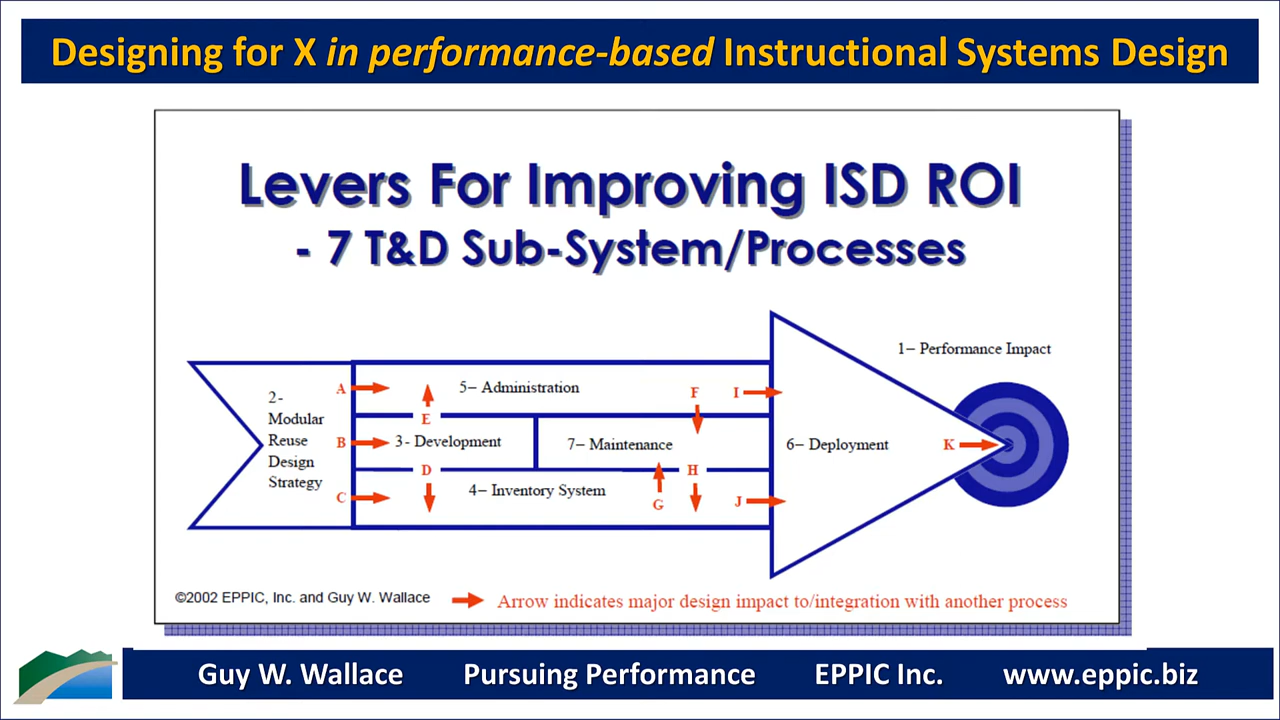 Designing for X in performance-based Instructional Systems Design
Levers For Improving ISD ROI
- 7 T&D Sub-System/Processes
1– Performance Impact
2-
Modular
Reuse
Design
Strategy
A
B
C
5– Administration
E
F
I
3- Development
7– Maintenance
6– Deployment
K
D
H
4– Inventory System
G
J
©2002 EPPIC, Inc. and Guy W. Wallace
Arrow indicates major design impact to/integration with another process
Guy W. Wallace Pursuing Performance EPPIC Inc. www.eppic.biz